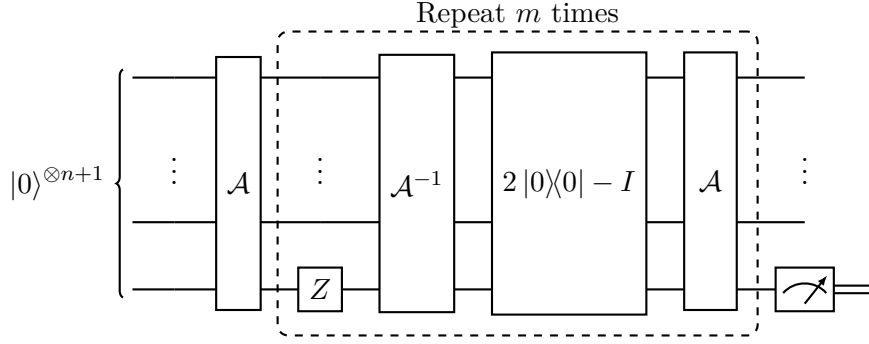 Repeat m times
|0⟩^{⊗n+1}
⋮
A
⋮
Z
A^{-1}
2 |0⟩⟨0| − I
A
⋮